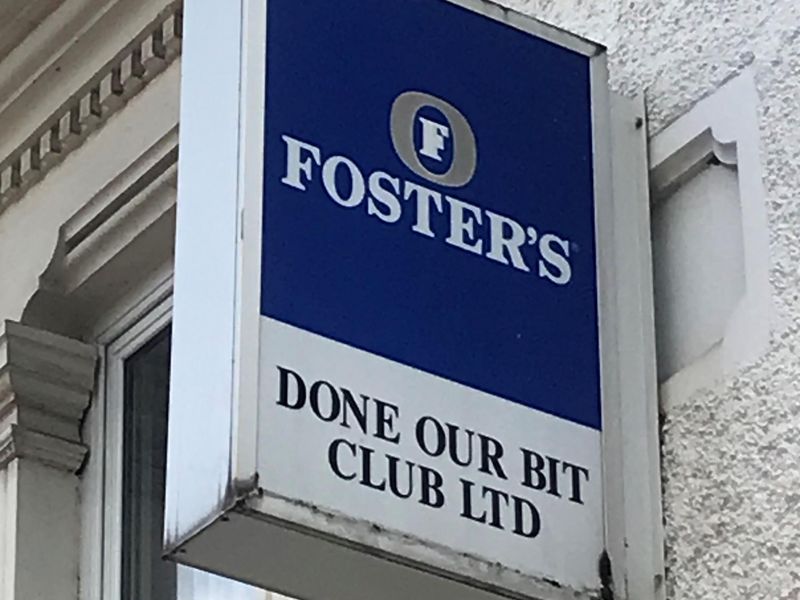 F
FOSTER'S
DONE OUR BIT
CLUB LTD